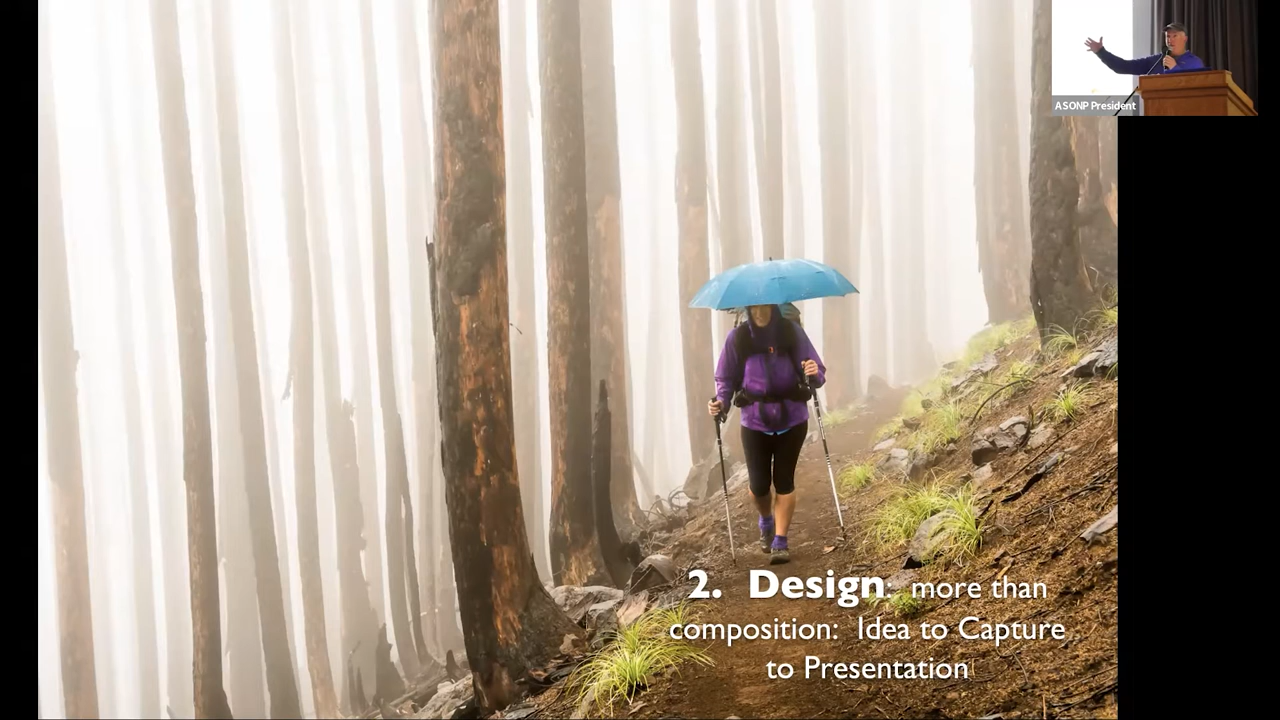 ASONP President
2. Design: more than
composition: Idea to Capture
to Presentation